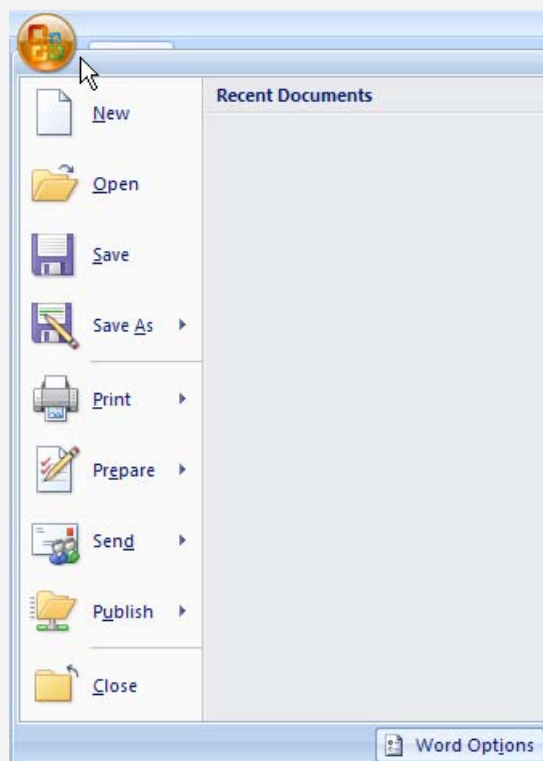 Recent Documents
New
Open
Save
Save As
Print
Prepare
Send
Publish
Close
Word Options